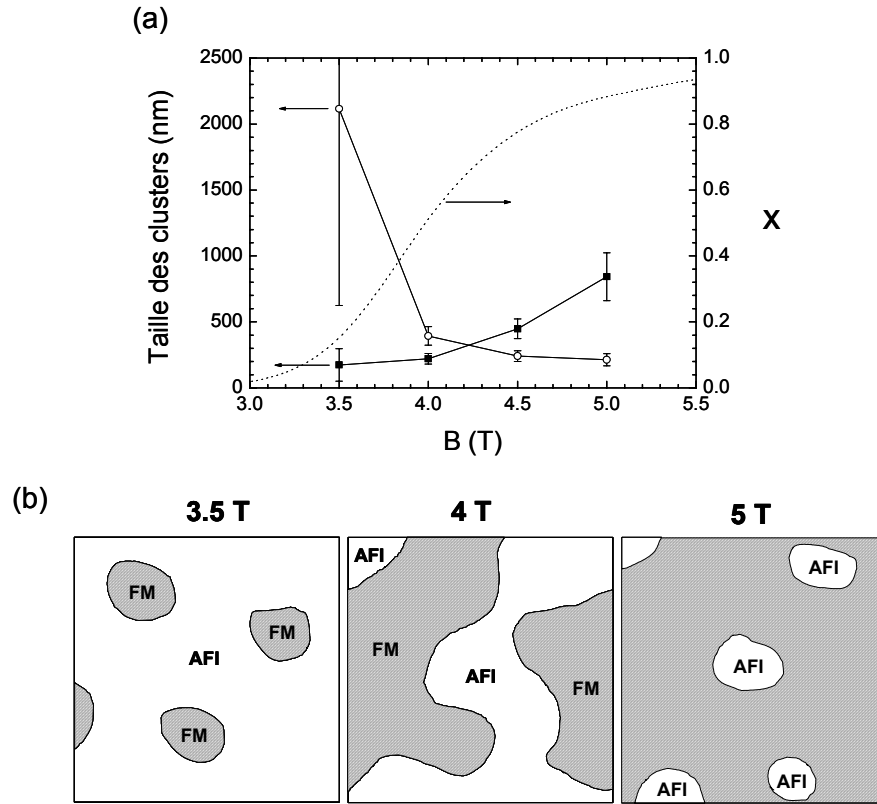 (a)
2500
2000
1500
1000
500
0
Taille des clusters (nm)
1.0
0.8
0.6
0.4
0.2
0.0
X
3.0 3.5 4.0 4.5 5.0 5.5
B (T)
(b)
3.5 T 4 T 5 T
FM
FM
AFI
FM
AFI
FM
AFI
FM
AFI
AFI
AFI
AFI